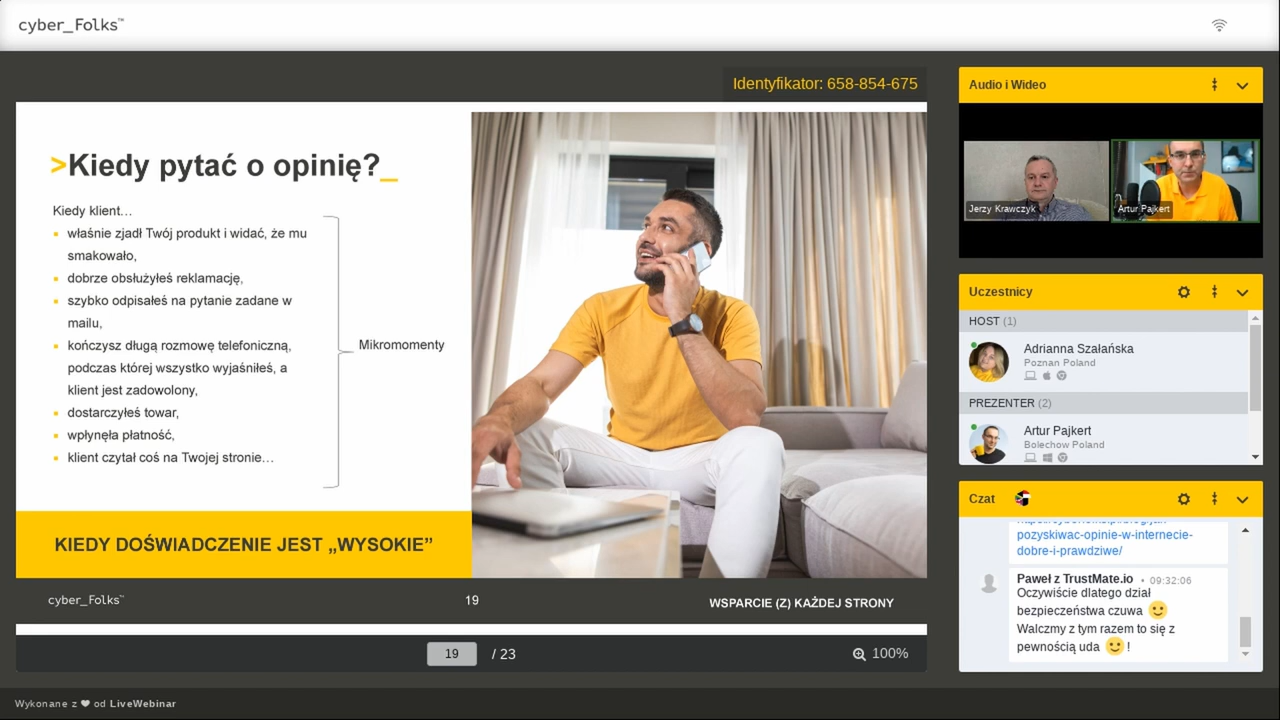 cyber_Folks™
Identyfikator: 658-854-675
>Kiedy pytać o opinię?_
Kiedy klient…
właśnie zjadł Twój produkt i widać, że mu
smakowało,
dobrze obsłużyłeś reklamację,
szybko odpisałeś na pytanie zadane w
mailu,
kończysz długą rozmowę telefoniczną,
podczas której wszystko wyjaśniłeś, a
klient jest zadowolony,
dostarczyłeś towar,
wpłynęła płatność,
klient czytał coś na Twojej stronie…
Mikromomenty
KIEDY DOŚWIADCZENIE JEST „WYSOKIE”
cyber_Folks™
19
WSPARCIE (Z) KAŻDEJ STRONY
19 / 23
100%
Wykonane z ❤ od LiveWebinar
Audio i Wideo
Jerzy Krawczyk
Artur Pajkert
Uczestnicy
HOST (1)
Adrianna Szałańska
Poznan Poland
PREZENTER (2)
Artur Pajkert
Bolechow Poland
Czat
pozyskiwac-opinie-w-internecie-
dobre-i-prawdziwe/
Paweł z TrustMate.io • 09:32:06
Oczywiście dlatego dział
bezpieczeństwa czuwa 🙂
Walczmy z tym razem to się z
pewnością uda 🙂 !